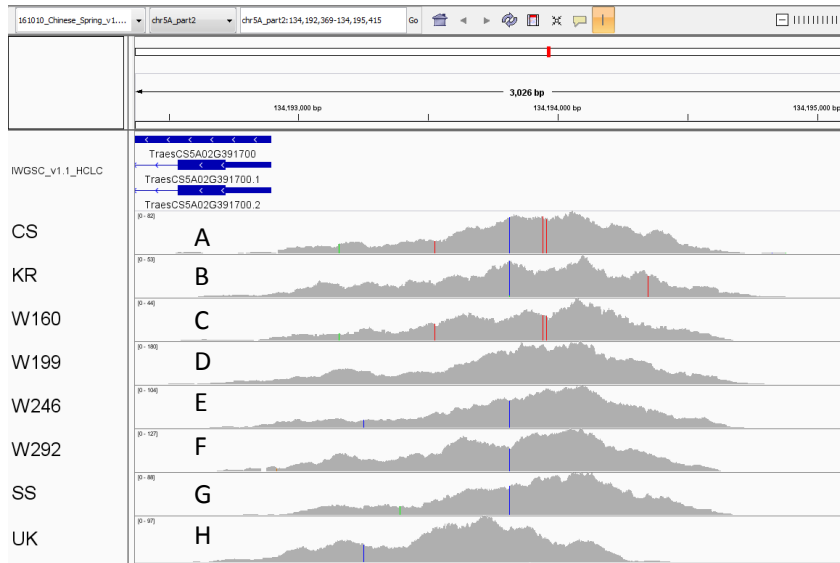 161010_Chinese_Spring_v1.... chr5A_part2 chr5A_part2:134,192,369-134,195,415 Go
3,026 bp
134,193,000 bp 134,194,000 bp 134,195,000 bp
IWGSC_v1.1_HCLC
TraesCS5A02G391700
TraesCS5A02G391700.1
TraesCS5A02G391700.2
CS [0 - 82] A
KR [0 - 53] B
W160 [0 - 44] C
W199 [0 - 180] D
W246 [0 - 104] E
W292 [0 - 127] F
SS [0 - 88] G
UK [0 - 97] H